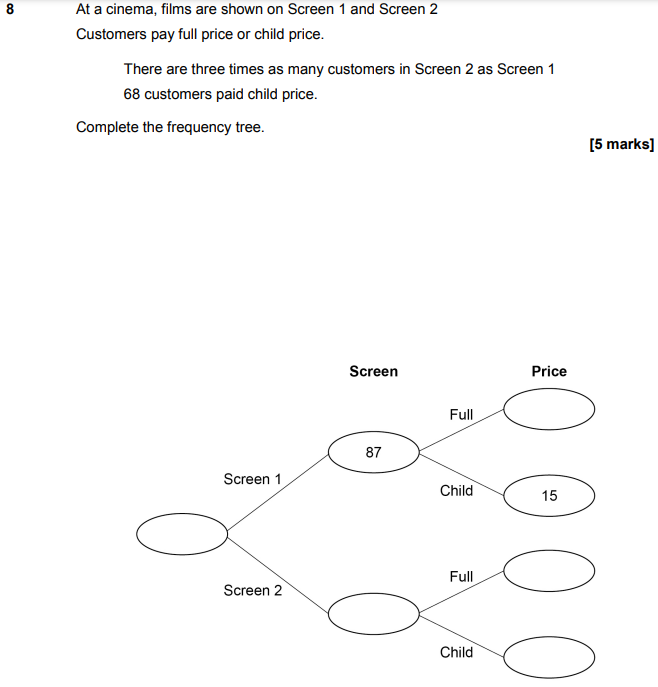 8 At a cinema, films are shown on Screen 1 and Screen 2
Customers pay full price or child price.
There are three times as many customers in Screen 2 as Screen 1
68 customers paid child price.
Complete the frequency tree.
[5 marks]
Screen Price
Full
87
Screen 1
Child
15
Full
Screen 2
Child